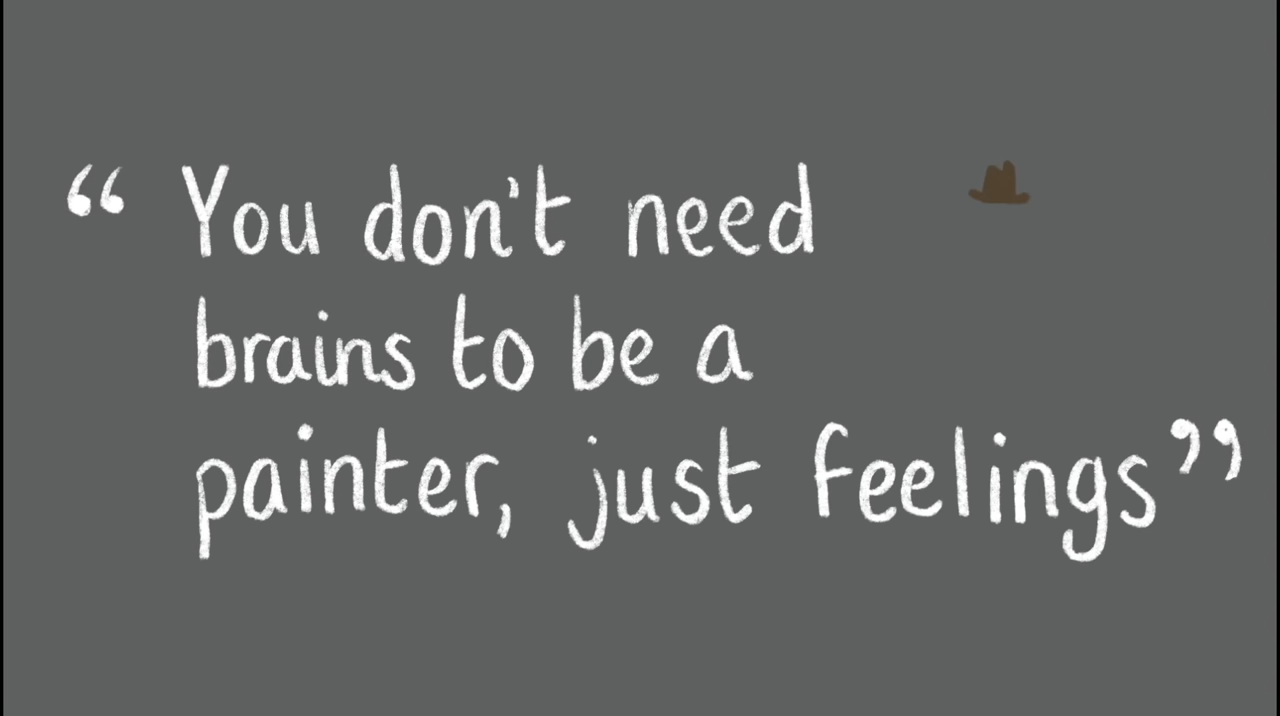 “ You don't need
brains to be a
painter, just feelings”